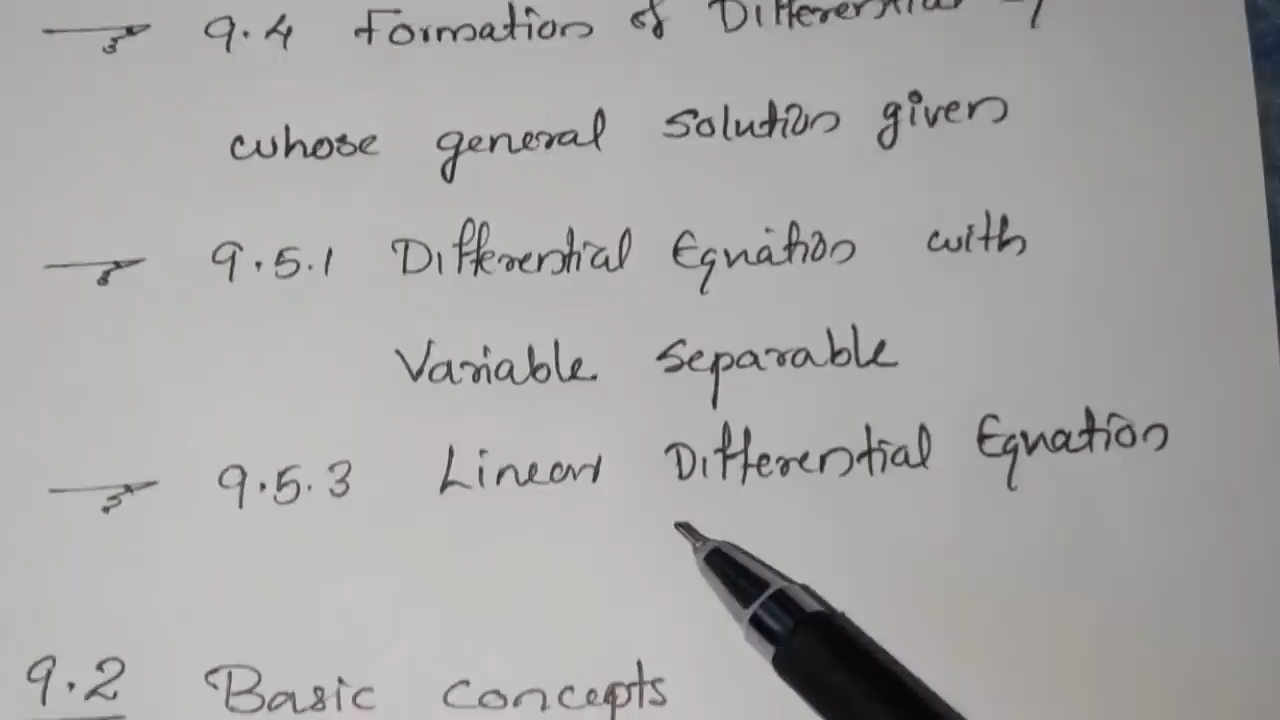 9.4 Formation of Differential
whose general solution given
9.5.1 Differential Equation with
Variable separable
9.5.3 Linear Differential Equation
9.2 Basic concepts